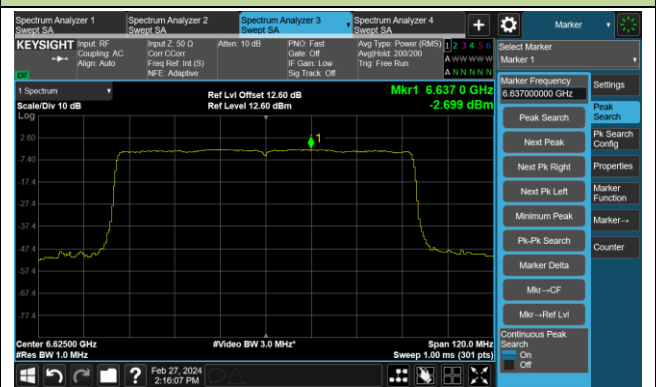 Spectrum Analyzer 1
Swept SA
Spectrum Analyzer 2
Swept SA
Spectrum Analyzer 3
Swept SA
Spectrum Analyzer 4
Swept SA
+
Marker
KEYSIGHT
Input: RF
Coupling: AC
Align: Auto
Input Z: 50 Ω
Corr CCorr
Freq Ref: Int (S)
NFE: Adaptive
Atten: 10 dB
PNO: Fast
Gate: Off
IF Gain: Low
Sig Track: Off
Avg Type: Power (RMS)
Avg|Hold: 200/200
Trig: Free Run
1 2 3 4 5 6
A W W W W W
A N N N N N
Select Marker
Marker 1
1 Spectrum
Scale/Div 10 dB
Log
Ref Lvl Offset 12.60 dB
Ref Level 12.60 dBm
Mkr1 6.637 0 GHz
-2.699 dBm
1
2.60
-7.40
-17.4
-27.4
-37.4
-47.4
-57.4
-67.4
-77.4
Center 6.62500 GHz
#Res BW 1.0 MHz
#Video BW 3.0 MHz*
Span 120.0 MHz
Sweep 1.00 ms (301 pts)
Marker Frequency
6.637000000 GHz
Peak Search
Next Peak
Next Pk Right
Next Pk Left
Minimum Peak
Pk-Pk Search
Marker Delta
Mkr→CF
Mkr→Ref Lvl
Continuous Peak
Search
On
Off
Settings
Peak
Search
Pk Search
Config
Properties
Marker
Function
Marker→
Counter
?
Feb 27, 2024
2:16:07 PM